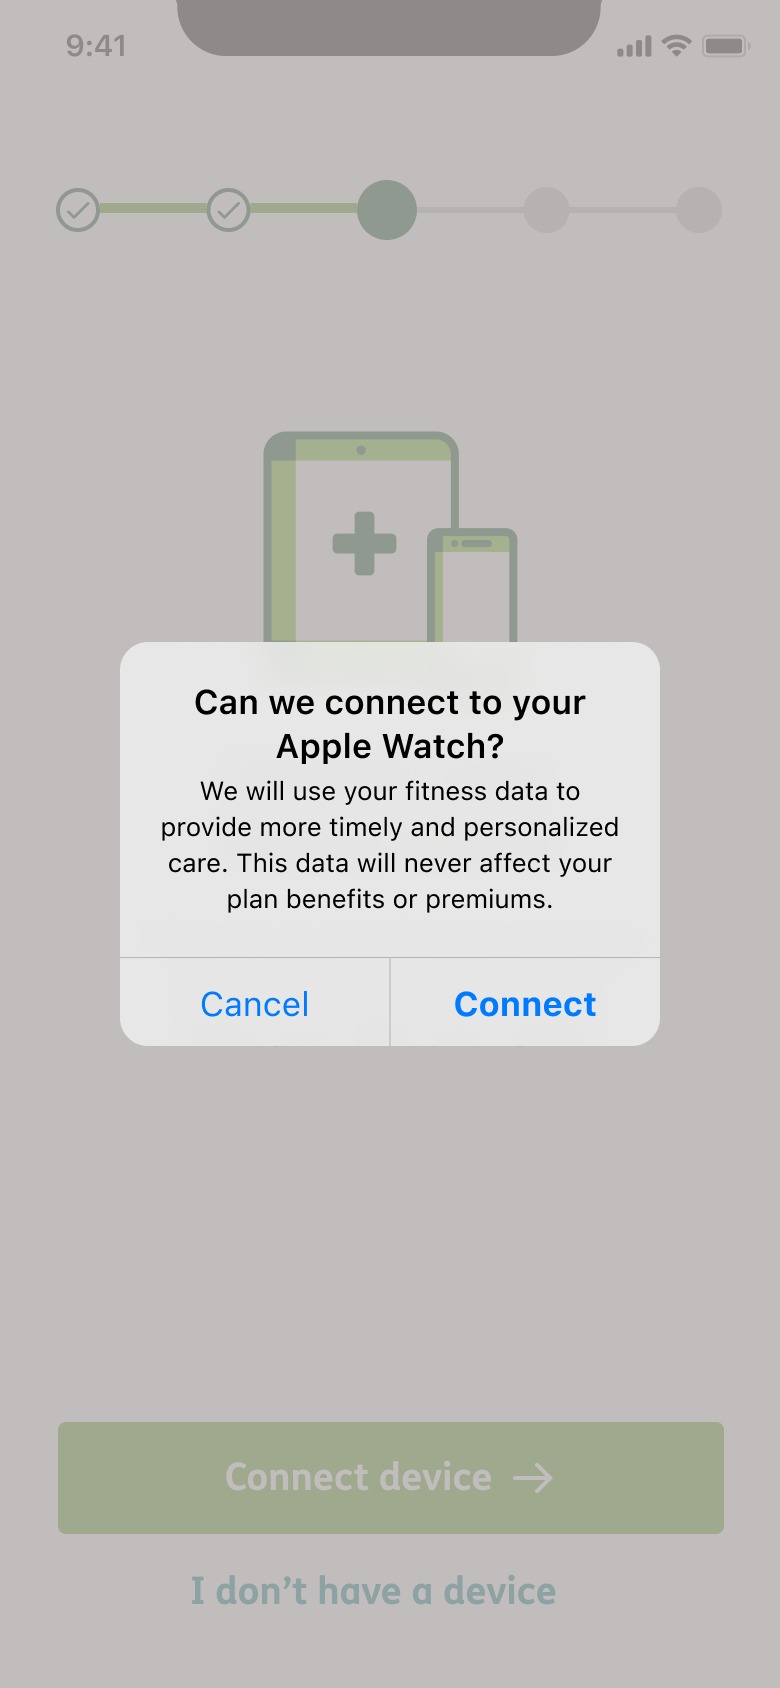 9:41
Can we connect to your
Apple Watch?
We will use your fitness data to
provide more timely and personalized
care. This data will never affect your
plan benefits or premiums.
Cancel
Connect
Connect device →
I don’t have a device